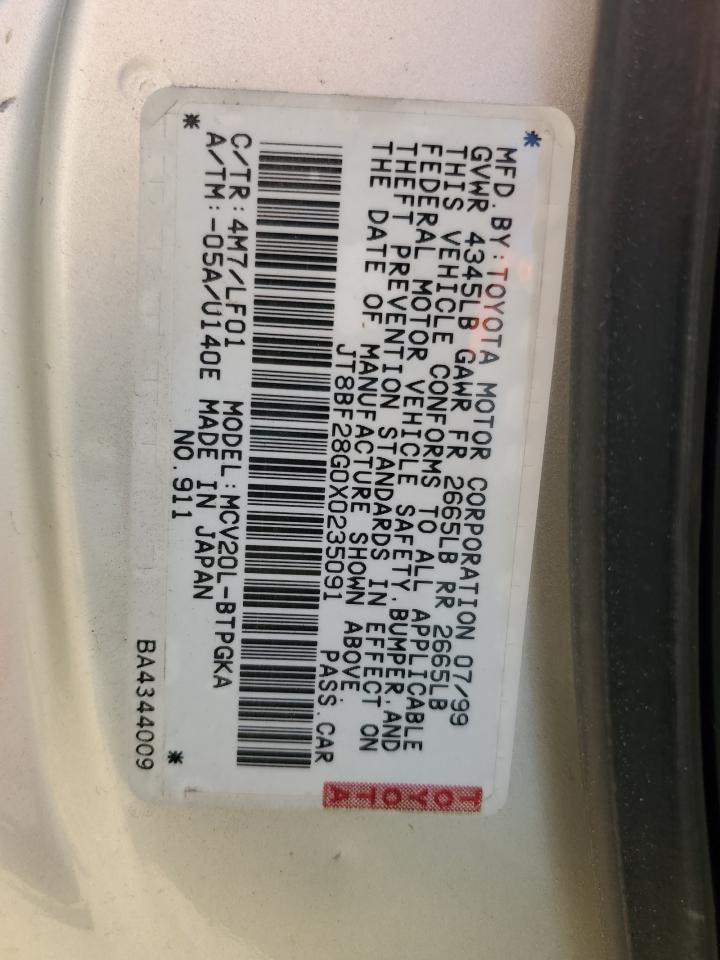 MFD.BY:TOYOTA MOTOR CORPORATION 07/99
GVWR 4345LB GAWR FR 2665LB RR 2665LB
THIS VEHICLE CONFORMS TO ALL APPLICABLE
FEDERAL MOTOR VEHICLE SAFETY.BUMPER,AND
THEFT PREVENTION STANDARDS IN EFFECT ON
THE DATE OF MANUFACTURE SHOWN ABOVE.
JT8BF28G0X0235091 PASS.CAR
C/TR:4M7/LF01 MODEL:MCV20L-BTPGKA
A/TM:-05A/U140E MADE IN JAPAN
NO.911
BA4344009
TOYOTA